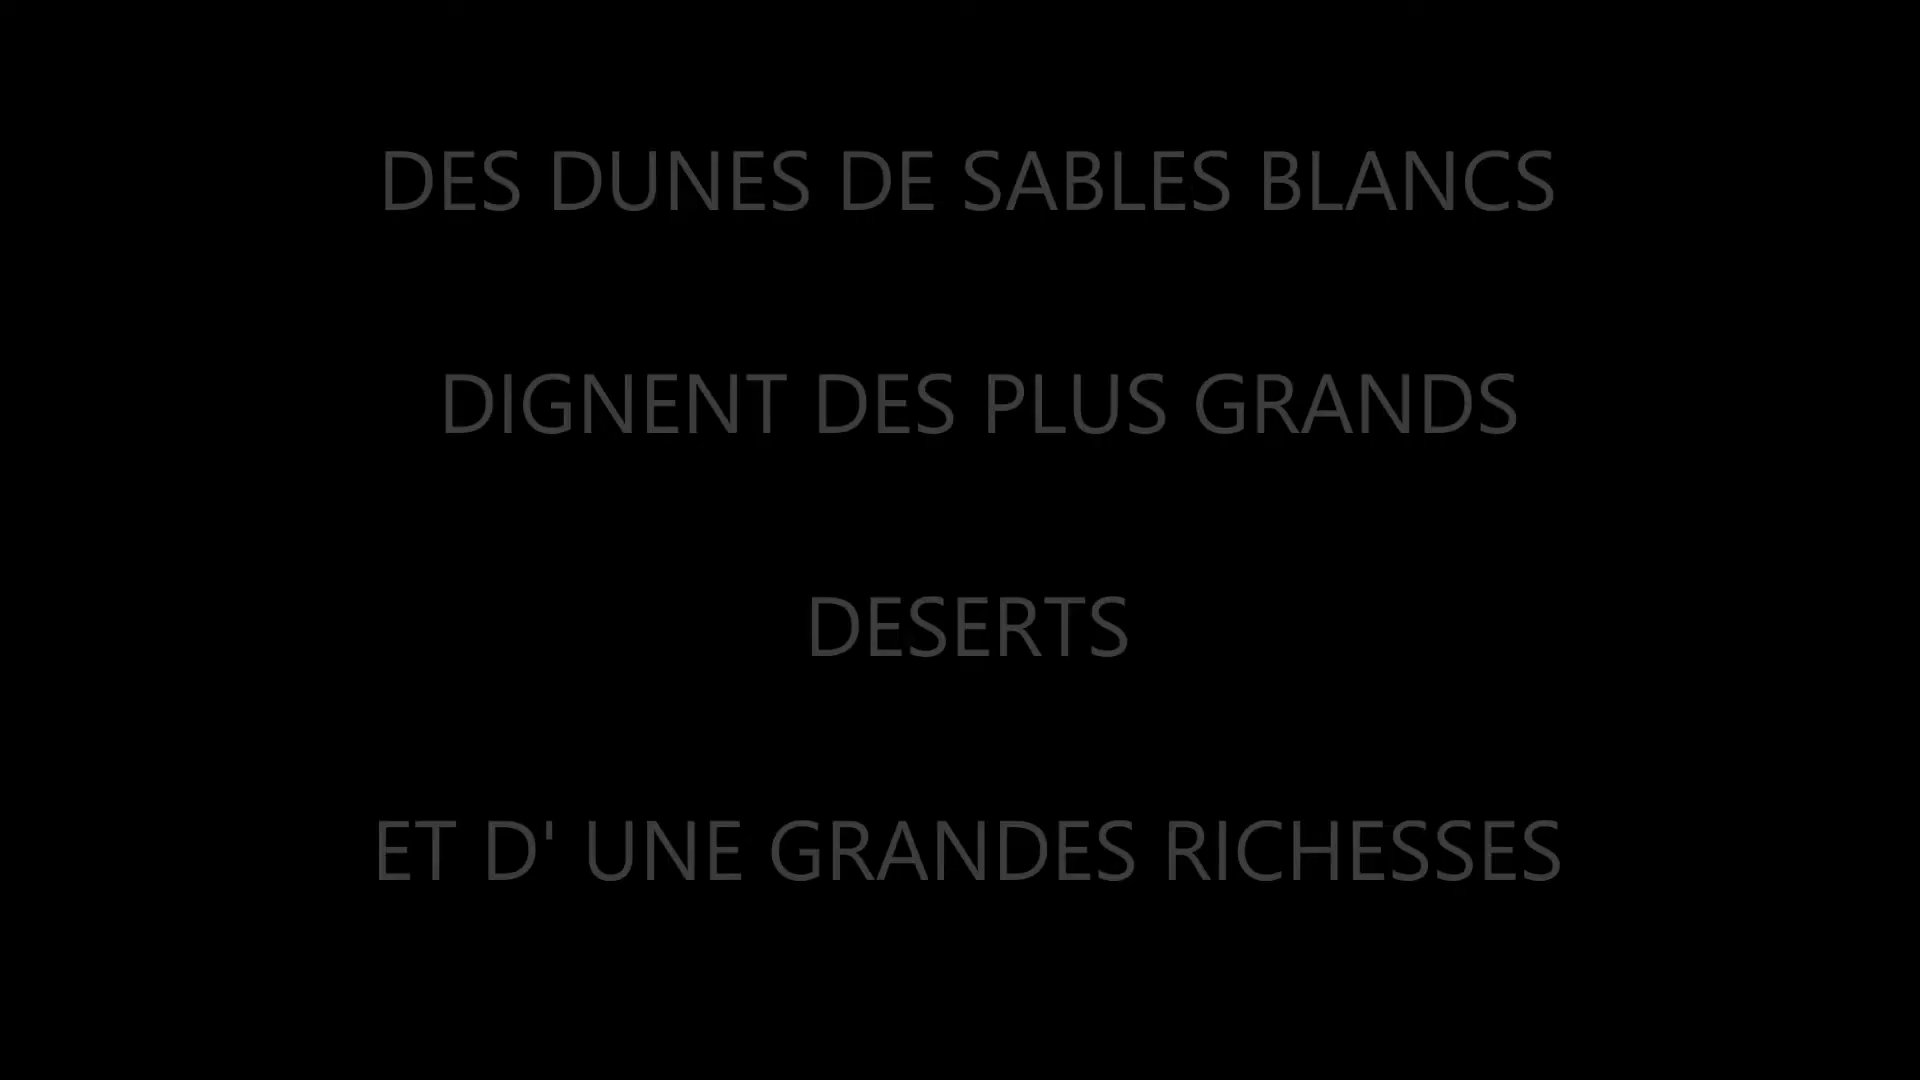 DES DUNES DE SABLES BLANCS
DIGNENT DES PLUS GRANDS
DESERTS
ET D' UNE GRANDES RICHESSES